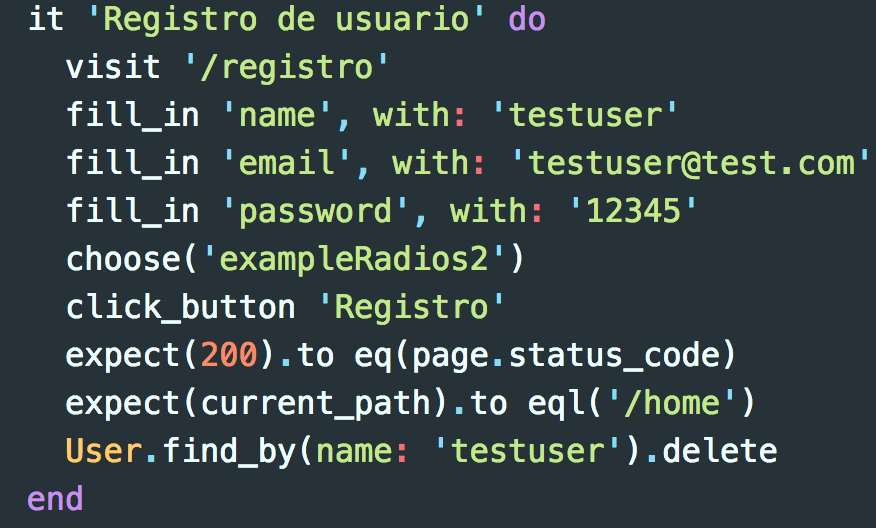 it 'Registro de usuario' do
  visit '/registro'
  fill_in 'name', with: 'testuser'
  fill_in 'email', with: 'testuser@test.com'
  fill_in 'password', with: '12345'
  choose('exampleRadios2')
  click_button 'Registro'
  expect(200).to eq(page.status_code)
  expect(current_path).to eql('/home')
  User.find_by(name: 'testuser').delete
end